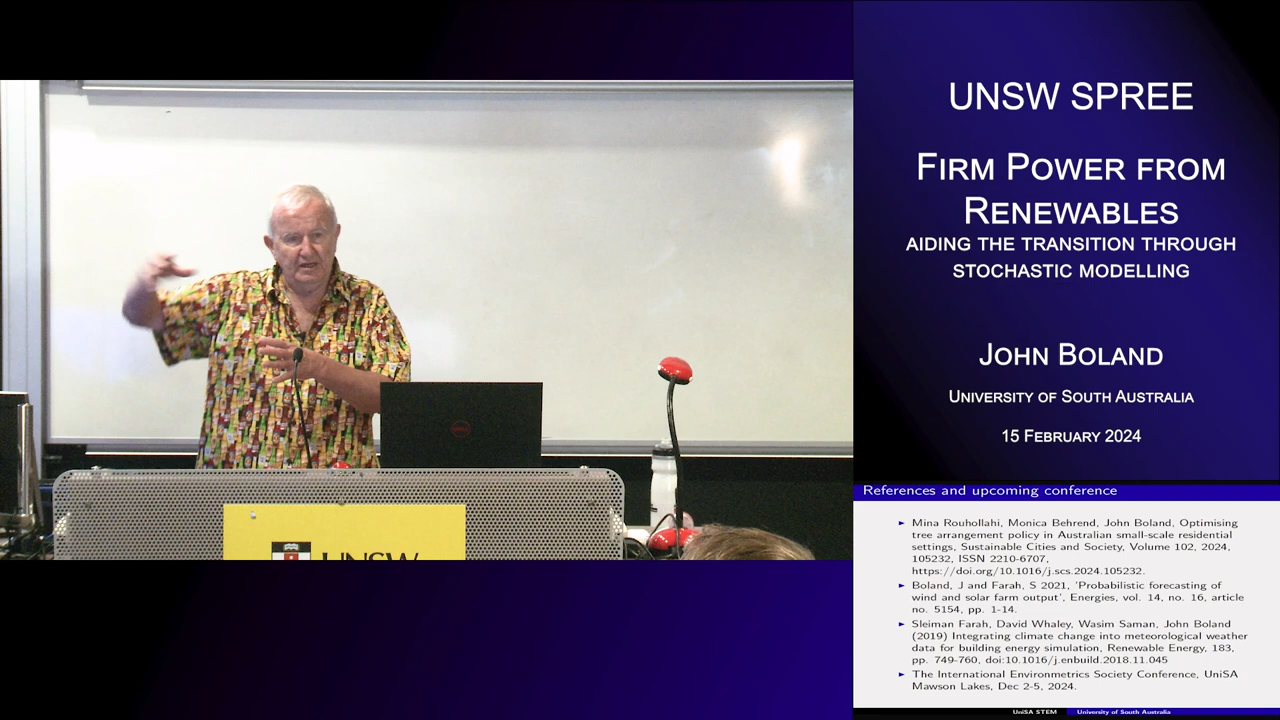 UNSW SPREE
FIRM POWER FROM
RENEWABLES
AIDING THE TRANSITION THROUGH
STOCHASTIC MODELLING
JOHN BOLAND
UNIVERSITY OF SOUTH AUSTRALIA
15 FEBRUARY 2024
DELL
UNSW
References and upcoming conference
► Mina Rouhollahi, Monica Behrend, John Boland, Optimising
tree arrangement policy in Australian small-scale residential
settings, Sustainable Cities and Society, Volume 102, 2024,
105232, ISSN 2210-6707,
https://doi.org/10.1016/j.scs.2024.105232.
► Boland, J and Farah, S 2021, 'Probabilistic forecasting of
wind and solar farm output', Energies, vol. 14, no. 16, article
no. 5154, pp. 1-14.
► Sleiman Farah, David Whaley, Wasim Saman, John Boland
(2019) Integrating climate change into meteorological weather
data for building energy simulation, Renewable Energy, 183,
pp. 749-760, doi:10.1016/j.enbuild.2018.11.045
► The International Environmetrics Society Conference, UniSA
Mawson Lakes, Dec 2-5, 2024.
UniSA STEM University of South Australia